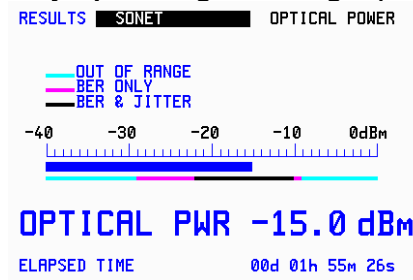 RESULTS SONET OPTICAL POWER
OUT OF RANGE
BER ONLY
BER & JITTER
-40 -30 -20 -10 0dBm
OPTICAL PWR -15.0 dBm
ELAPSED TIME 00d 01h 55m 26s